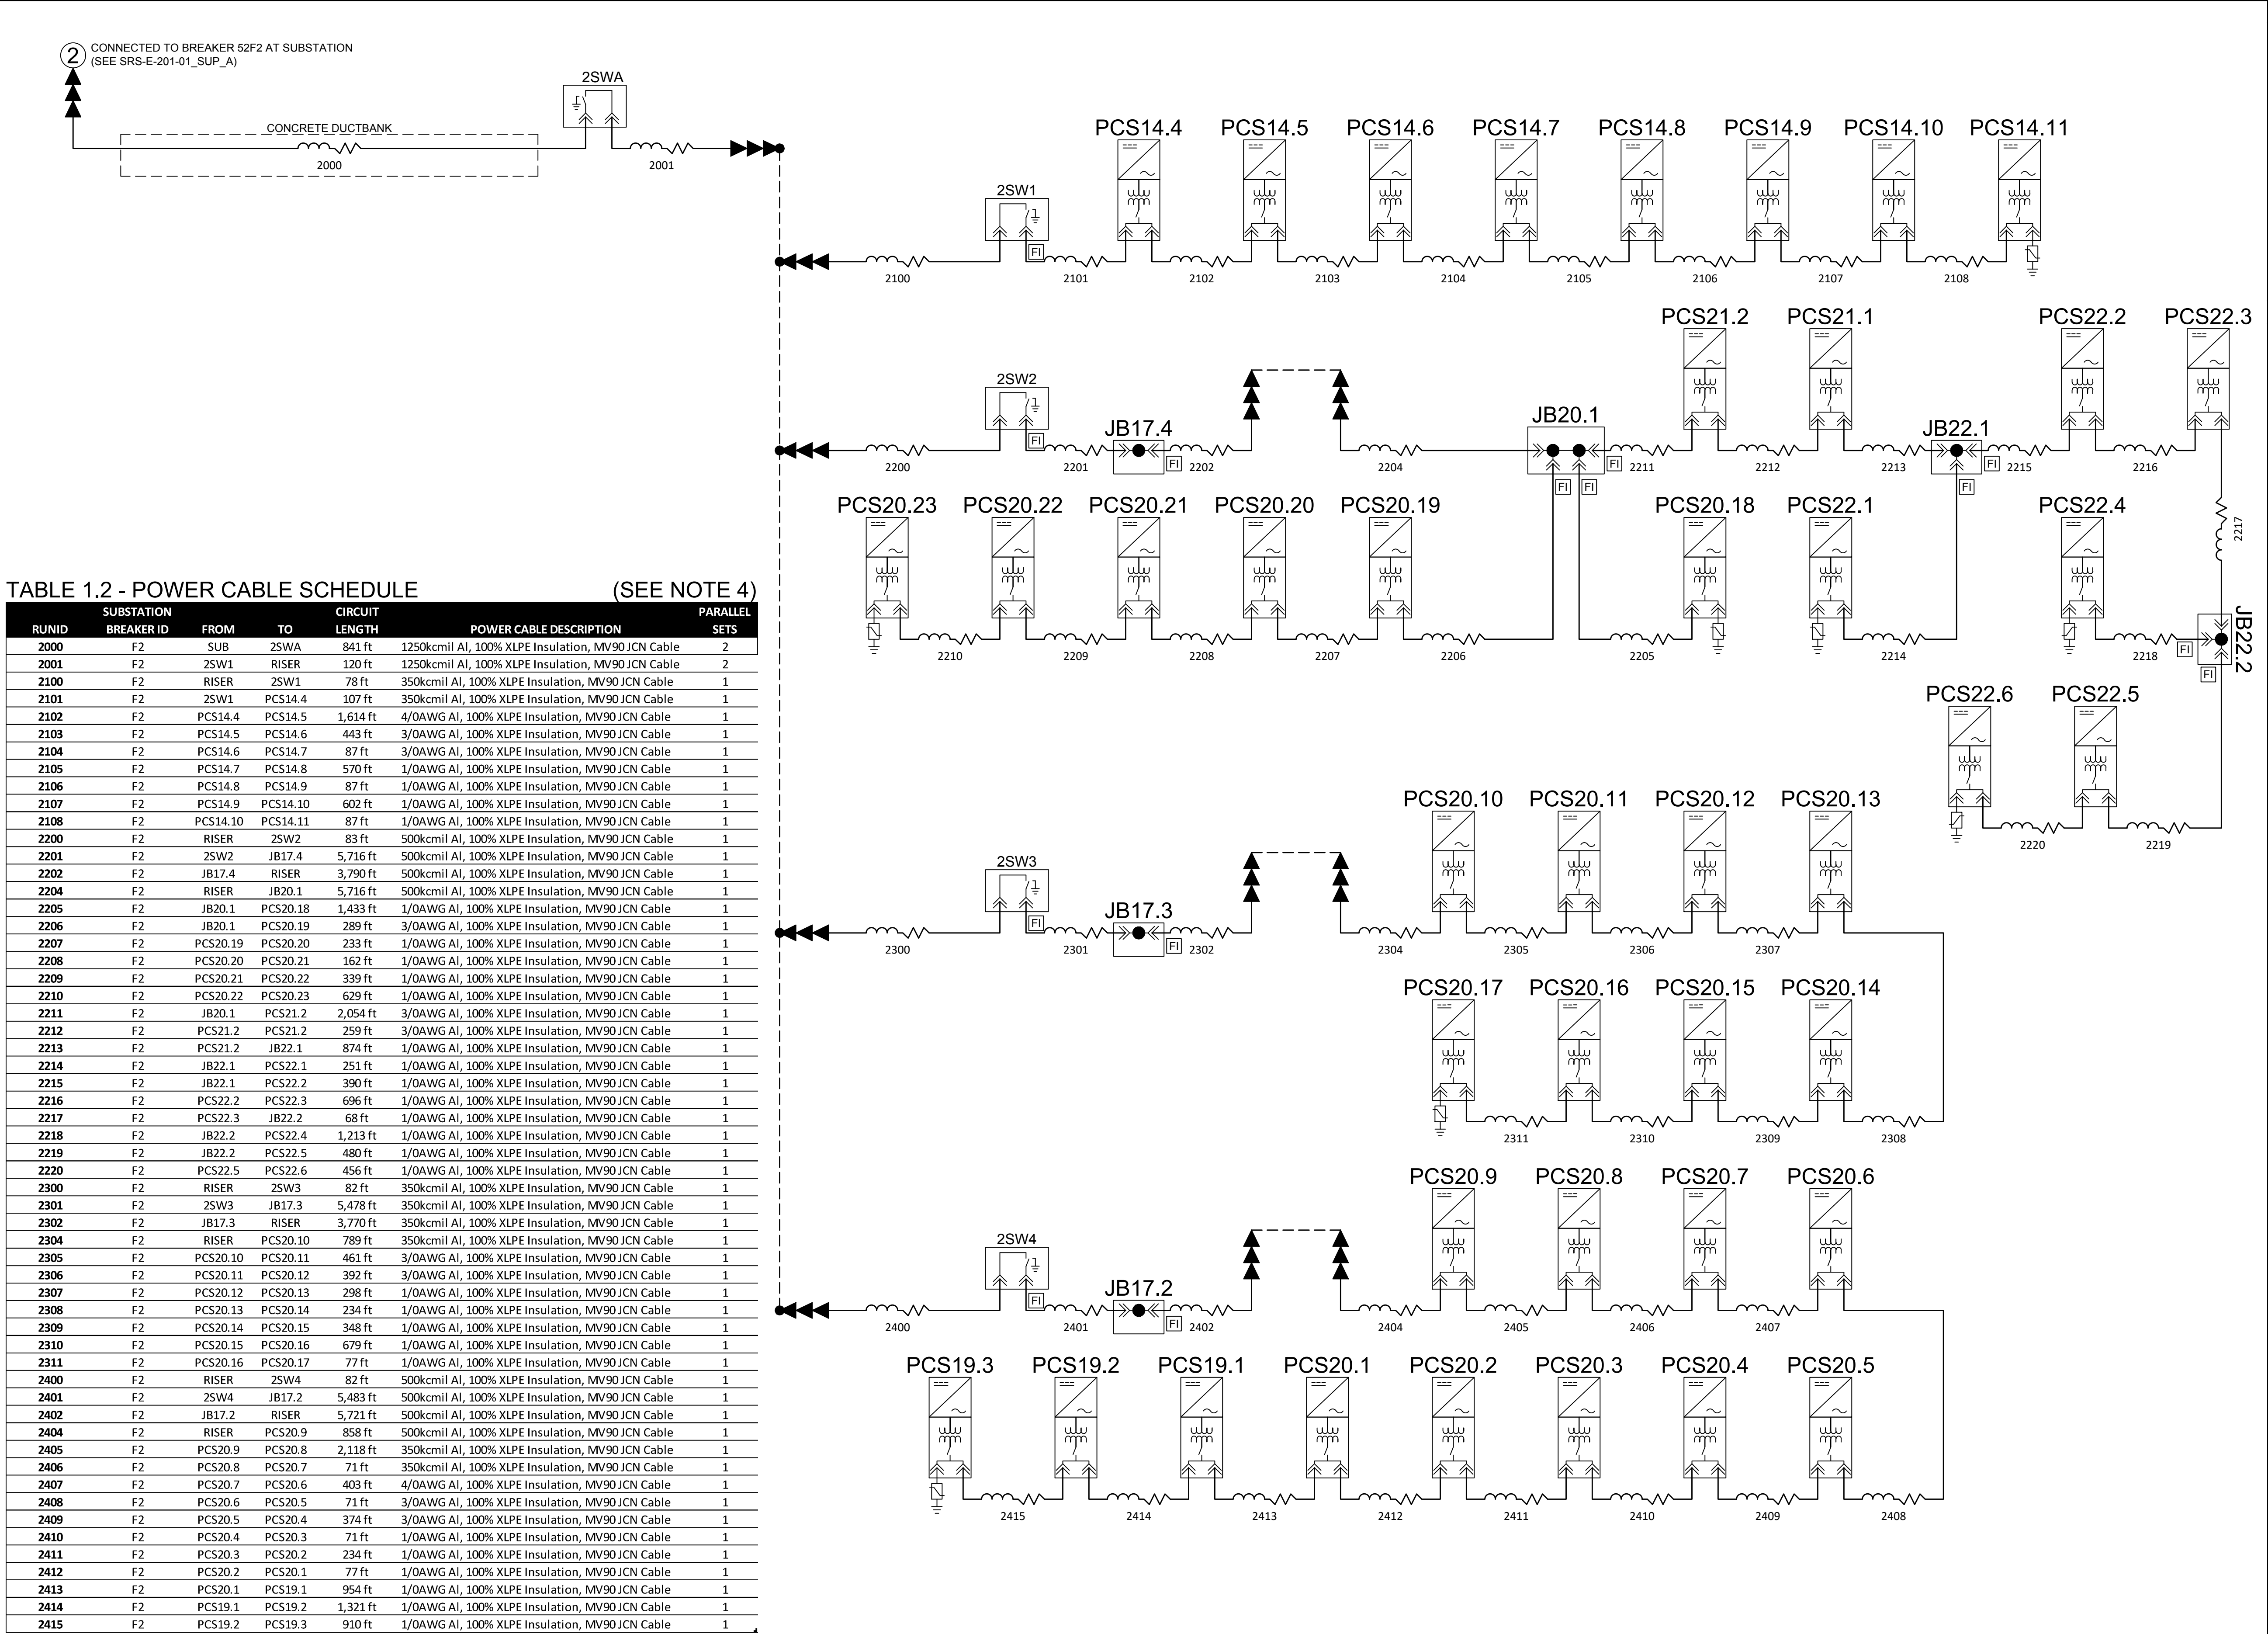 2 CONNECTED TO BREAKER 52F2 AT SUBSTATION
(SEE SRS-E-201-01_SUP_A)
2SWA
CONCRETE DUCTBANK
2000
2001
PCS14.4 PCS14.5 PCS14.6 PCS14.7 PCS14.8 PCS14.9 PCS14.10 PCS14.11
2SW1
FI
2100 2101 2102 2103 2104 2105 2106 2107 2108
PCS21.2 PCS21.1 PCS22.2 PCS22.3
2SW2
JB17.4 JB20.1 JB22.1
FI
2200 2201 FI 2202 2204 FI 2211 2212 2213 FI 2215 2216
FI FI FI
PCS20.23 PCS20.22 PCS20.21 PCS20.20 PCS20.19 PCS20.18 PCS22.1 PCS22.4
2217
JB22.2
2210 2209 2208 2207 2206 2205 2214 2218 FI
FI
PCS22.6 PCS22.5
2220 2219
PCS20.10 PCS20.11 PCS20.12 PCS20.13
2SW3
JB17.3
FI
2300 2301 FI 2302 2304 2305 2306 2307
PCS20.17 PCS20.16 PCS20.15 PCS20.14
2311 2310 2309 2308
PCS20.9 PCS20.8 PCS20.7 PCS20.6
2SW4
JB17.2
FI
2400 2401 FI 2402 2404 2405 2406 2407
PCS19.3 PCS19.2 PCS19.1 PCS20.1 PCS20.2 PCS20.3 PCS20.4 PCS20.5
2415 2414 2413 2412 2411 2410 2409 2408
TABLE 1.2 - POWER CABLE SCHEDULE (SEE NOTE 4)
SUBSTATION CIRCUIT PARALLEL
RUNID BREAKER ID FROM TO LENGTH POWER CABLE DESCRIPTION SETS
2000 F2 SUB 2SWA 841 ft 1250kcmil Al, 100% XLPE Insulation, MV90 JCN Cable 2
2001 F2 2SW1 RISER 120 ft 1250kcmil Al, 100% XLPE Insulation, MV90 JCN Cable 2
2100 F2 RISER 2SW1 78 ft 350kcmil Al, 100% XLPE Insulation, MV90 JCN Cable 1
2101 F2 2SW1 PCS14.4 107 ft 350kcmil Al, 100% XLPE Insulation, MV90 JCN Cable 1
2102 F2 PCS14.4 PCS14.5 1,614 ft 4/0AWG Al, 100% XLPE Insulation, MV90 JCN Cable 1
2103 F2 PCS14.5 PCS14.6 443 ft 3/0AWG Al, 100% XLPE Insulation, MV90 JCN Cable 1
2104 F2 PCS14.6 PCS14.7 87 ft 3/0AWG Al, 100% XLPE Insulation, MV90 JCN Cable 1
2105 F2 PCS14.7 PCS14.8 570 ft 1/0AWG Al, 100% XLPE Insulation, MV90 JCN Cable 1
2106 F2 PCS14.8 PCS14.9 87 ft 1/0AWG Al, 100% XLPE Insulation, MV90 JCN Cable 1
2107 F2 PCS14.9 PCS14.10 602 ft 1/0AWG Al, 100% XLPE Insulation, MV90 JCN Cable 1
2108 F2 PCS14.10 PCS14.11 87 ft 1/0AWG Al, 100% XLPE Insulation, MV90 JCN Cable 1
2200 F2 RISER 2SW2 83 ft 500kcmil Al, 100% XLPE Insulation, MV90 JCN Cable 1
2201 F2 2SW2 JB17.4 5,716 ft 500kcmil Al, 100% XLPE Insulation, MV90 JCN Cable 1
2202 F2 JB17.4 RISER 3,790 ft 500kcmil Al, 100% XLPE Insulation, MV90 JCN Cable 1
2204 F2 RISER JB20.1 5,716 ft 500kcmil Al, 100% XLPE Insulation, MV90 JCN Cable 1
2205 F2 JB20.1 PCS20.18 1,433 ft 1/0AWG Al, 100% XLPE Insulation, MV90 JCN Cable 1
2206 F2 JB20.1 PCS20.19 289 ft 3/0AWG Al, 100% XLPE Insulation, MV90 JCN Cable 1
2207 F2 PCS20.19 PCS20.20 233 ft 1/0AWG Al, 100% XLPE Insulation, MV90 JCN Cable 1
2208 F2 PCS20.20 PCS20.21 162 ft 1/0AWG Al, 100% XLPE Insulation, MV90 JCN Cable 1
2209 F2 PCS20.21 PCS20.22 339 ft 1/0AWG Al, 100% XLPE Insulation, MV90 JCN Cable 1
2210 F2 PCS20.22 PCS20.23 629 ft 1/0AWG Al, 100% XLPE Insulation, MV90 JCN Cable 1
2211 F2 JB20.1 PCS21.2 2,054 ft 3/0AWG Al, 100% XLPE Insulation, MV90 JCN Cable 1
2212 F2 PCS21.2 PCS21.2 259 ft 3/0AWG Al, 100% XLPE Insulation, MV90 JCN Cable 1
2213 F2 PCS21.2 JB22.1 874 ft 1/0AWG Al, 100% XLPE Insulation, MV90 JCN Cable 1
2214 F2 JB22.1 PCS22.1 251 ft 1/0AWG Al, 100% XLPE Insulation, MV90 JCN Cable 1
2215 F2 JB22.1 PCS22.2 390 ft 1/0AWG Al, 100% XLPE Insulation, MV90 JCN Cable 1
2216 F2 PCS22.2 PCS22.3 696 ft 1/0AWG Al, 100% XLPE Insulation, MV90 JCN Cable 1
2217 F2 PCS22.3 JB22.2 68 ft 1/0AWG Al, 100% XLPE Insulation, MV90 JCN Cable 1
2218 F2 JB22.2 PCS22.4 1,213 ft 1/0AWG Al, 100% XLPE Insulation, MV90 JCN Cable 1
2219 F2 JB22.2 PCS22.5 480 ft 1/0AWG Al, 100% XLPE Insulation, MV90 JCN Cable 1
2220 F2 PCS22.5 PCS22.6 456 ft 1/0AWG Al, 100% XLPE Insulation, MV90 JCN Cable 1
2300 F2 RISER 2SW3 82 ft 350kcmil Al, 100% XLPE Insulation, MV90 JCN Cable 1
2301 F2 2SW3 JB17.3 5,478 ft 350kcmil Al, 100% XLPE Insulation, MV90 JCN Cable 1
2302 F2 JB17.3 RISER 3,770 ft 350kcmil Al, 100% XLPE Insulation, MV90 JCN Cable 1
2304 F2 RISER PCS20.10 789 ft 350kcmil Al, 100% XLPE Insulation, MV90 JCN Cable 1
2305 F2 PCS20.10 PCS20.11 461 ft 3/0AWG Al, 100% XLPE Insulation, MV90 JCN Cable 1
2306 F2 PCS20.11 PCS20.12 392 ft 3/0AWG Al, 100% XLPE Insulation, MV90 JCN Cable 1
2307 F2 PCS20.12 PCS20.13 298 ft 1/0AWG Al, 100% XLPE Insulation, MV90 JCN Cable 1
2308 F2 PCS20.13 PCS20.14 234 ft 1/0AWG Al, 100% XLPE Insulation, MV90 JCN Cable 1
2309 F2 PCS20.14 PCS20.15 348 ft 1/0AWG Al, 100% XLPE Insulation, MV90 JCN Cable 1
2310 F2 PCS20.15 PCS20.16 679 ft 1/0AWG Al, 100% XLPE Insulation, MV90 JCN Cable 1
2311 F2 PCS20.16 PCS20.17 77 ft 1/0AWG Al, 100% XLPE Insulation, MV90 JCN Cable 1
2400 F2 RISER 2SW4 82 ft 500kcmil Al, 100% XLPE Insulation, MV90 JCN Cable 1
2401 F2 2SW4 JB17.2 5,483 ft 500kcmil Al, 100% XLPE Insulation, MV90 JCN Cable 1
2402 F2 JB17.2 RISER 5,721 ft 500kcmil Al, 100% XLPE Insulation, MV90 JCN Cable 1
2404 F2 RISER PCS20.9 858 ft 500kcmil Al, 100% XLPE Insulation, MV90 JCN Cable 1
2405 F2 PCS20.9 PCS20.8 2,118 ft 350kcmil Al, 100% XLPE Insulation, MV90 JCN Cable 1
2406 F2 PCS20.8 PCS20.7 71 ft 350kcmil Al, 100% XLPE Insulation, MV90 JCN Cable 1
2407 F2 PCS20.7 PCS20.6 403 ft 4/0AWG Al, 100% XLPE Insulation, MV90 JCN Cable 1
2408 F2 PCS20.6 PCS20.5 71 ft 3/0AWG Al, 100% XLPE Insulation, MV90 JCN Cable 1
2409 F2 PCS20.5 PCS20.4 374 ft 3/0AWG Al, 100% XLPE Insulation, MV90 JCN Cable 1
2410 F2 PCS20.4 PCS20.3 71 ft 1/0AWG Al, 100% XLPE Insulation, MV90 JCN Cable 1
2411 F2 PCS20.3 PCS20.2 234 ft 1/0AWG Al, 100% XLPE Insulation, MV90 JCN Cable 1
2412 F2 PCS20.2 PCS20.1 77 ft 1/0AWG Al, 100% XLPE Insulation, MV90 JCN Cable 1
2413 F2 PCS20.1 PCS19.1 954 ft 1/0AWG Al, 100% XLPE Insulation, MV90 JCN Cable 1
2414 F2 PCS19.1 PCS19.2 1,321 ft 1/0AWG Al, 100% XLPE Insulation, MV90 JCN Cable 1
2415 F2 PCS19.2 PCS19.3 910 ft 1/0AWG Al, 100% XLPE Insulation, MV90 JCN Cable 1